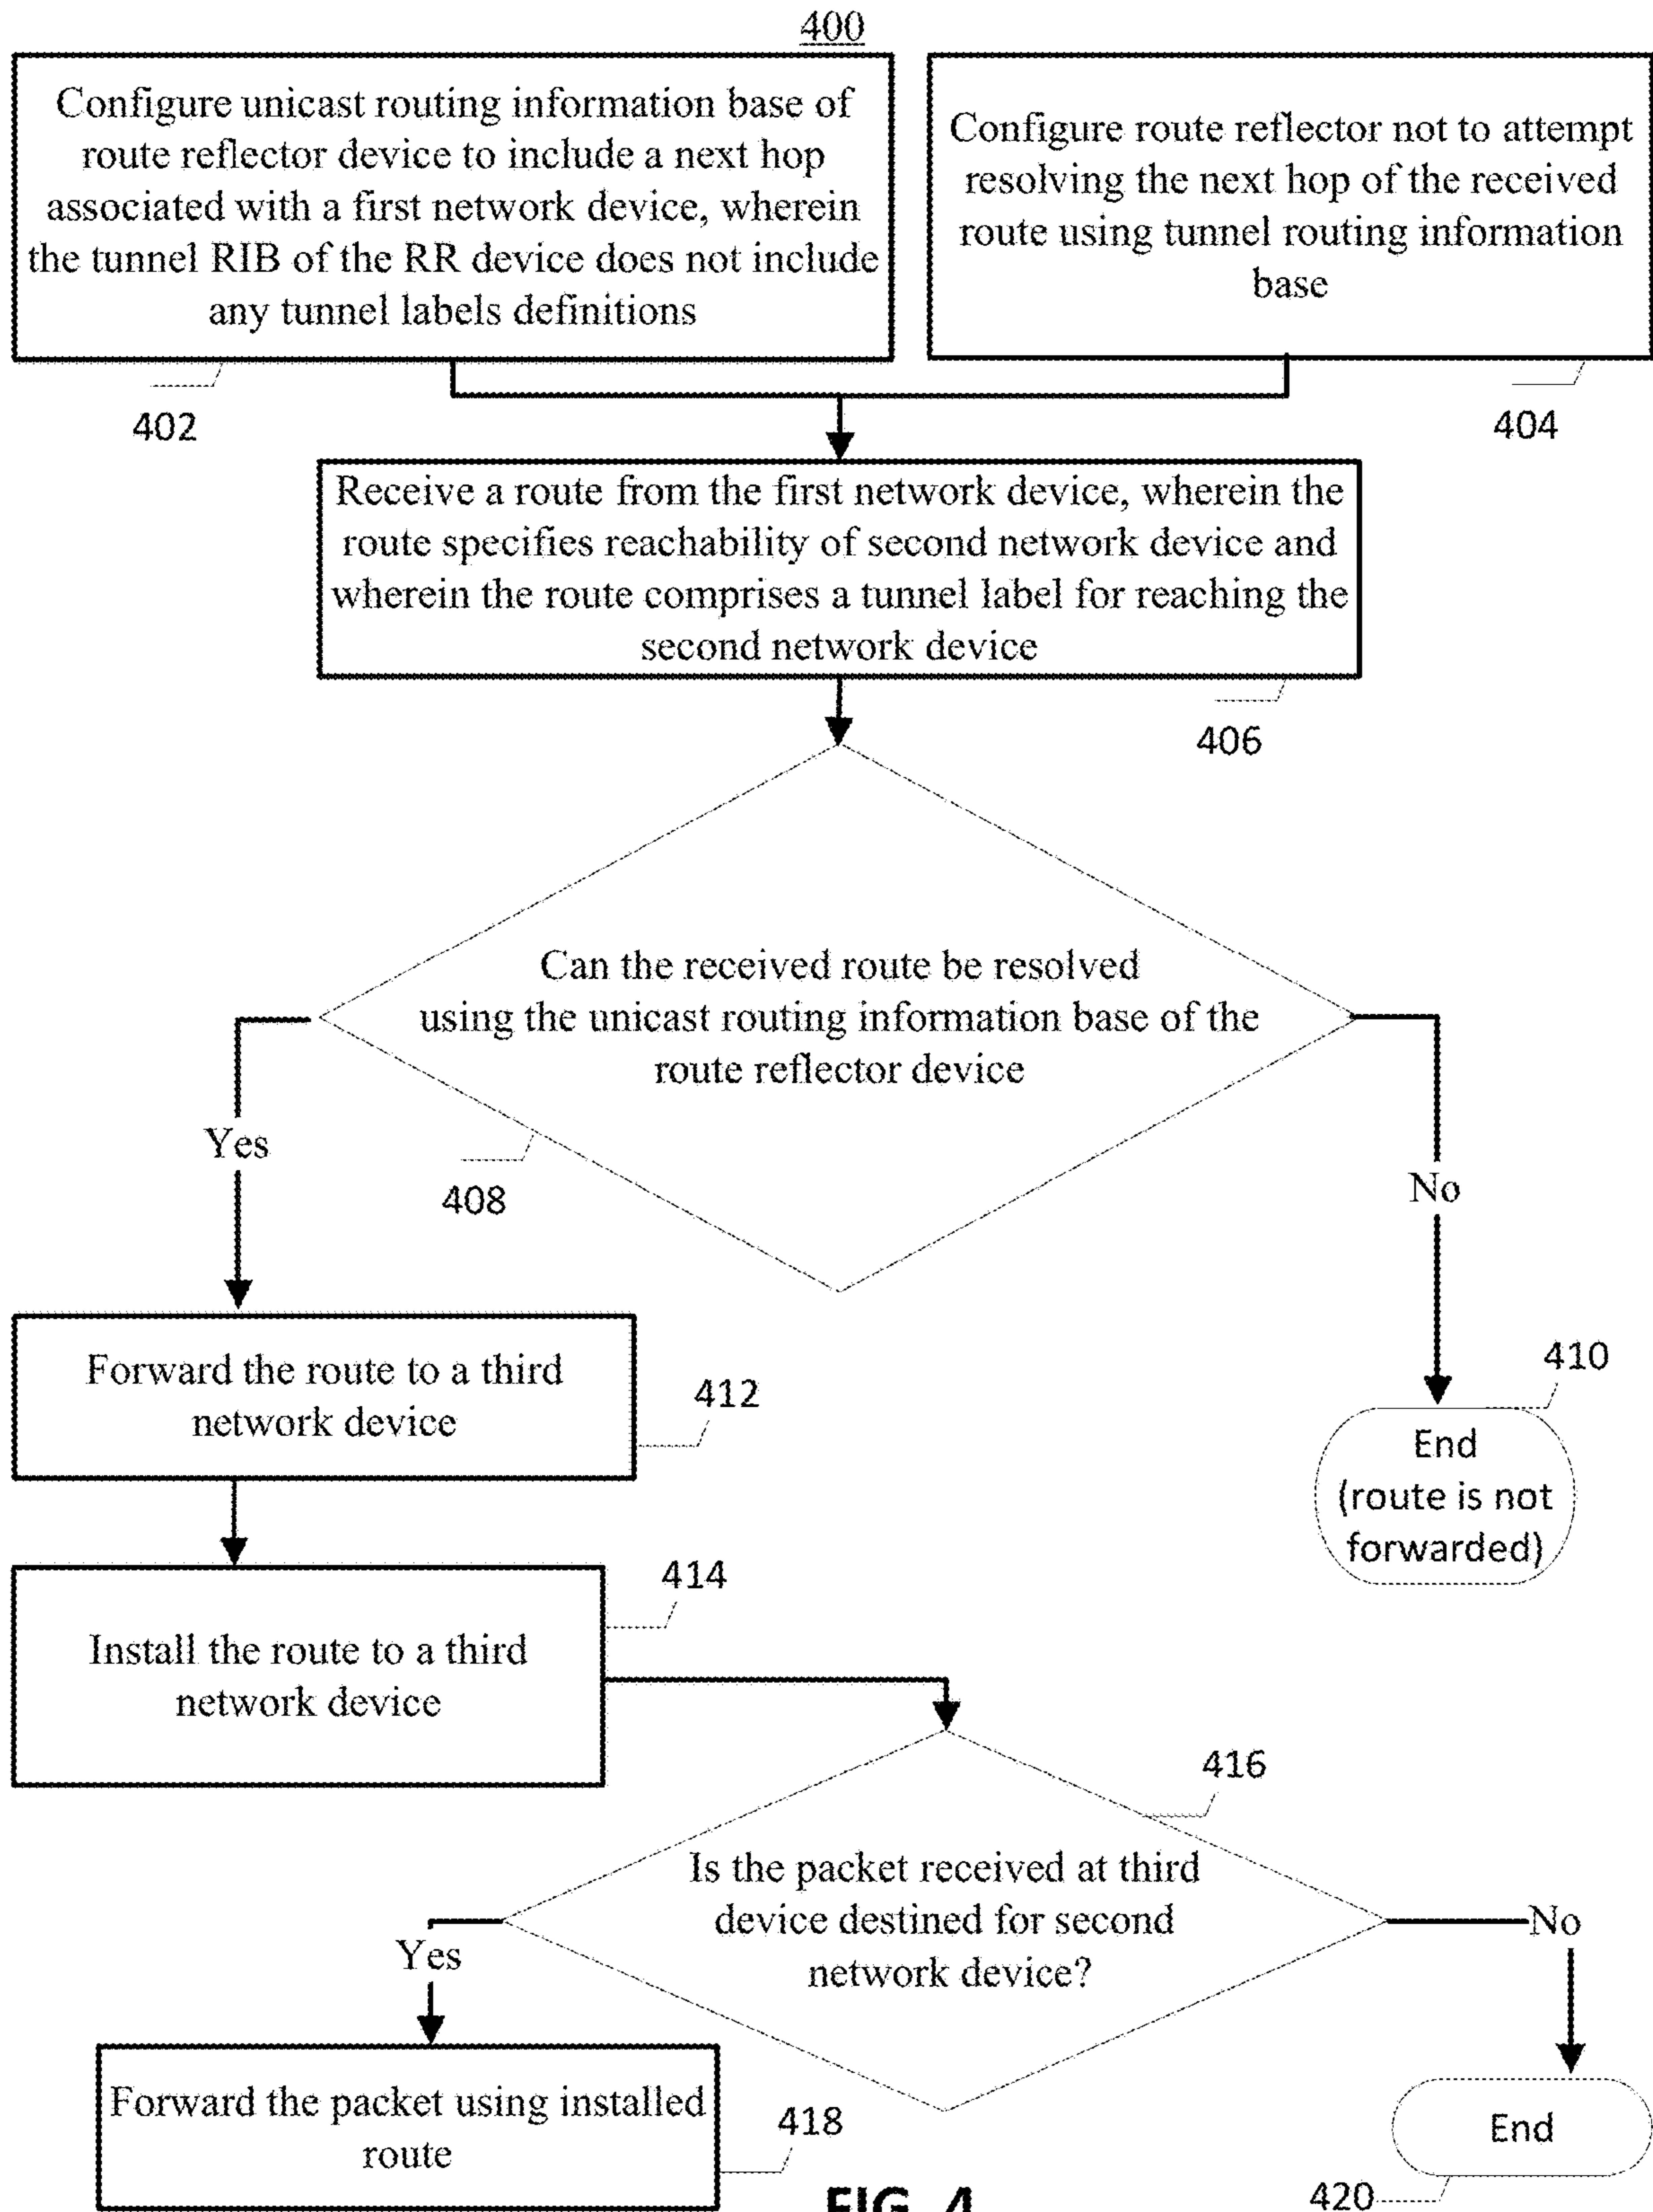 400
Configure unicast routing information base of
route reflector device to include a next hop
associated with a first network device, wherein
the tunnel RIB of the RR device does not include
any tunnel labels definitions
402
Configure route reflector not to attempt
resolving the next hop of the received
route using tunnel routing information
base
404
Receive a route from the first network device, wherein the
route specifies reachability of second network device and
wherein the route comprises a tunnel label for reaching the
second network device
406
Can the received route be resolved
using the unicast routing information base of the
route reflector device
408
Yes
No
410
End
(route is not
forwarded)
Forward the route to a third
network device
412
Install the route to a third
network device
414
416
Is the packet received at third
device destined for second
network device?
Yes
No
Forward the packet using installed
route
418
End
420
FIG. 4